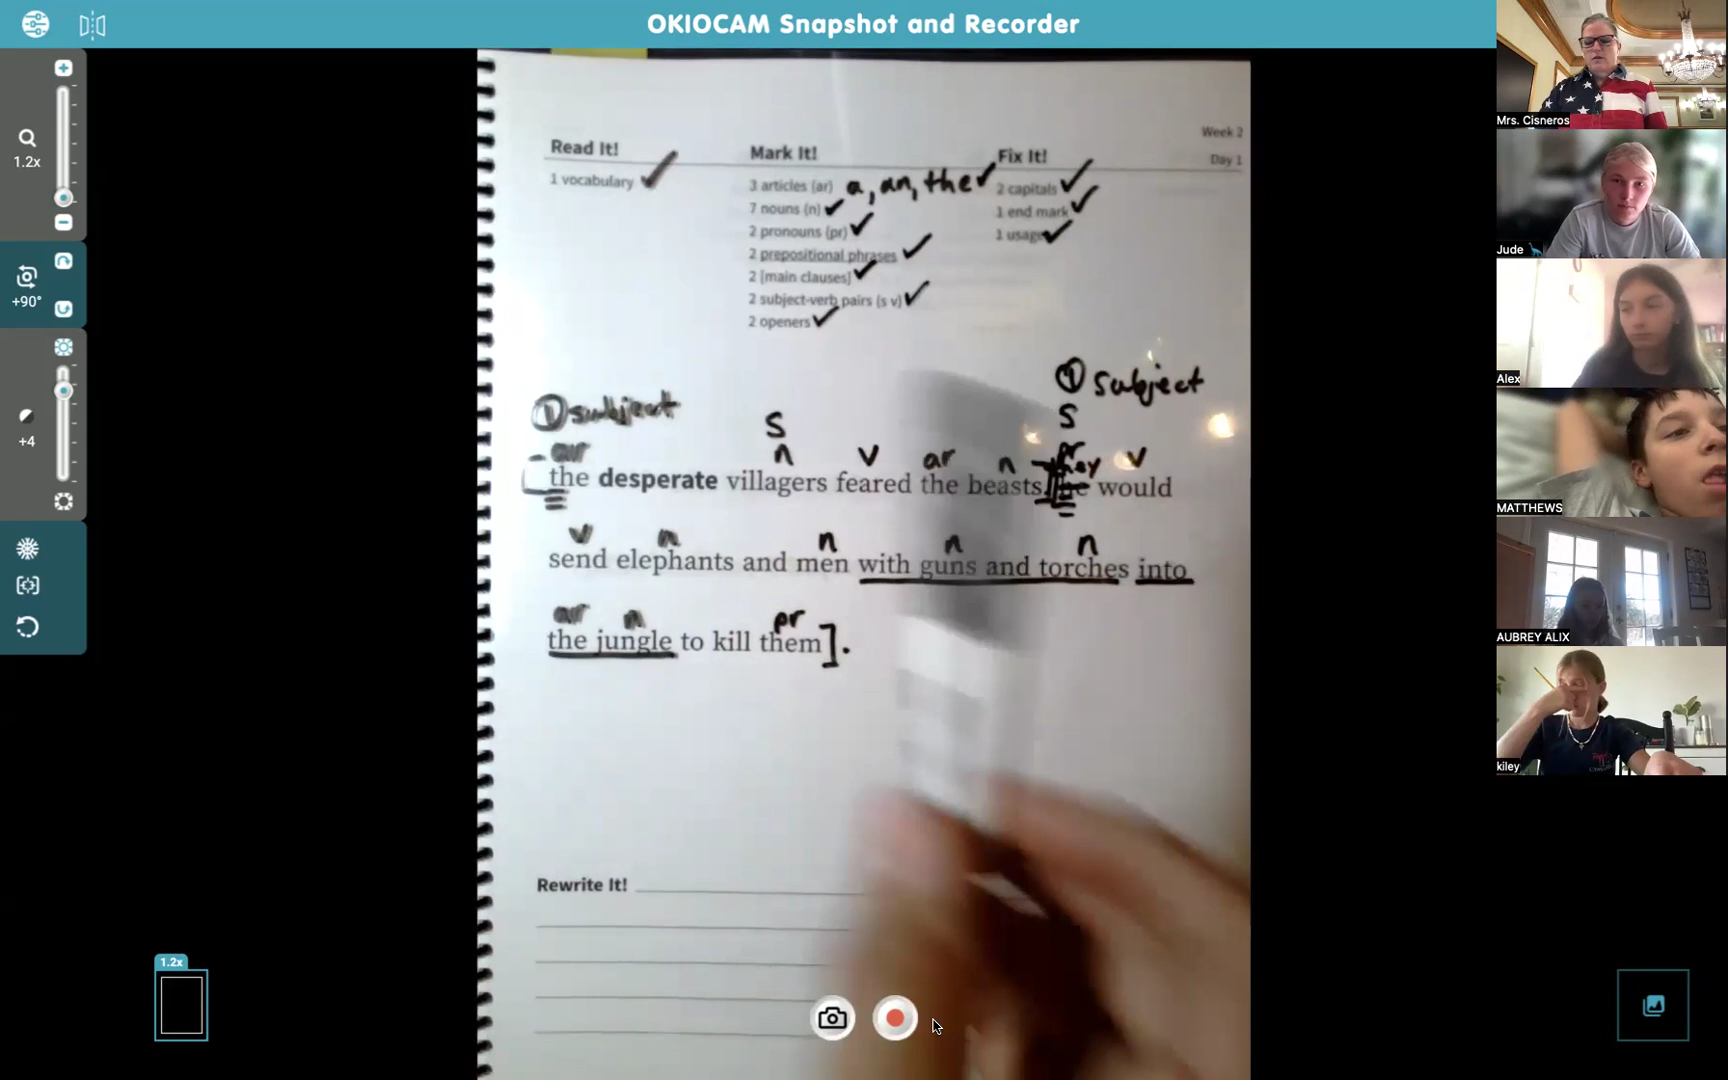 OKIOCAM Snapshot and Recorder
1.2x
+90°
+4
1.2x
Week 2
Day 1
Read It!
1 vocabulary ✓
Mark It!
3 articles (ar) a, an, the ✓
7 nouns (n) ✓
2 pronouns (pr) ✓
2 prepositional phrases ✓
2 [main clauses] ✓
2 subject-verb pairs (s v) ✓
2 openers ✓
Fix It!
2 capitals ✓
1 end mark ✓
1 usage ✓
① subject ① subject
S S
ar n v ar n pr they v
[the desperate villagers feared the beasts]. [he would
v n n n n
send elephants and men with guns and torches into
ar n pr
the jungle to kill them].
Rewrite It!
Mrs. Cisneros
Jude 🦕
Alex
MATTHEWS
AUBREY ALIX
kiley